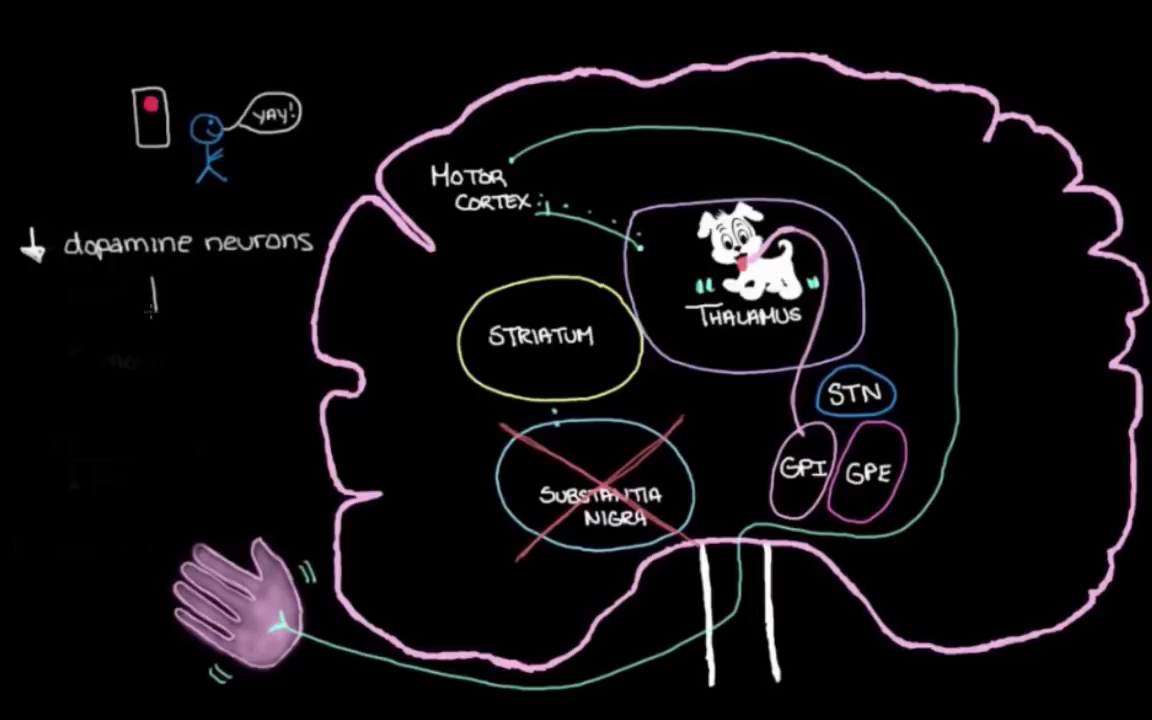 YAY!
MOTOR
CORTEX
dopamine neurons
THALAMUS
STRIATUM
STN
GPI
GPE
SUBSTANTIA
NIGRA